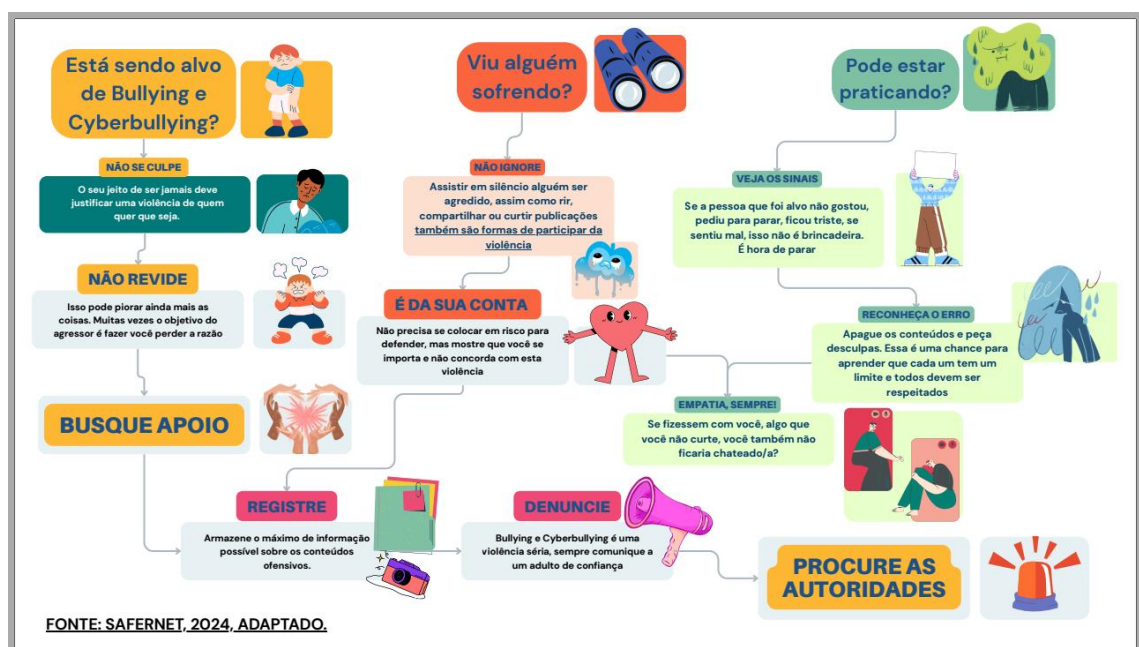 Está sendo alvo
de Bullying e
Cyberbullying?
NÃO SE CULPE
O seu jeito de ser jamais deve
justificar uma violência de quem
quer que seja.
NÃO REVIDE
Isso pode piorar ainda mais as
coisas. Muitas vezes o objetivo do
agressor é fazer você perder a razão
BUSQUE APOIO
Viu alguém
sofrendo?
NÃO IGNORE
Assistir em silêncio alguém ser
agredido, assim como rir,
compartilhar ou curtir publicações
também são formas de participar da
violência
É DA SUA CONTA
Não precisa se colocar em risco para
defender, mas mostre que você se
importa e não concorda com esta
violência
Pode estar
praticando?
VEJA OS SINAIS
Se a pessoa que foi alvo não gostou,
pediu para parar, ficou triste, se
sentiu mal, isso não é brincadeira.
É hora de parar
RECONHEÇA O ERRO
Apague os conteúdos e peça
desculpas. Essa é uma chance para
aprender que cada um tem um
limite e todos devem ser
respeitados
EMPATIA, SEMPRE!
Se fizessem com você, algo que
você não curte, você também não
ficaria chateado/a?
REGISTRE
Armazene o máximo de informação
possível sobre os conteúdos
ofensivos.
DENUNCIE
Bullying e Cyberbullying é uma
violência séria, sempre comunique a
um adulto de confiança
PROCURE AS
AUTORIDADES
FONTE: SAFERNET, 2024, ADAPTADO.